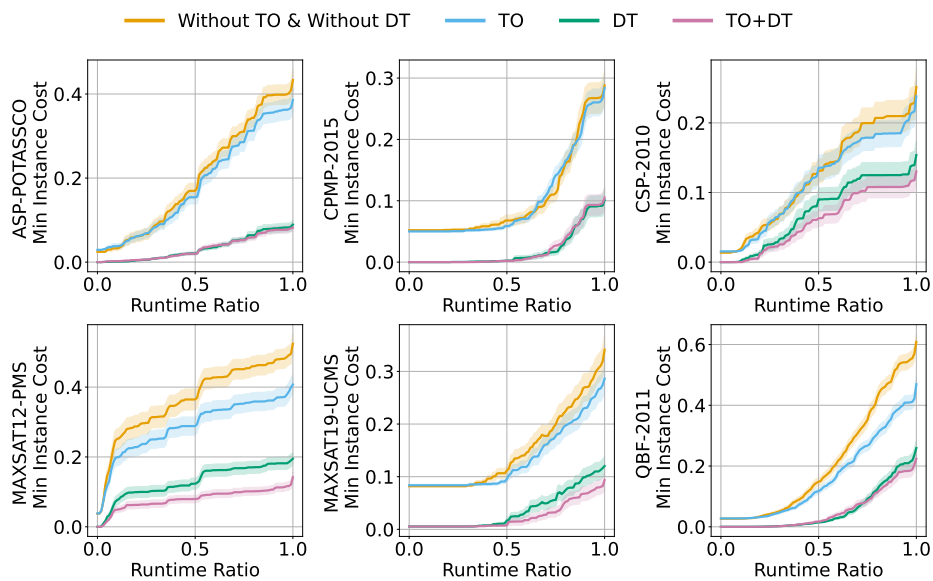 Without TO & Without DT TO DT TO+DT
ASP-POTASSCO
Min Instance Cost
0.4
0.2
0.0
0.0 0.5 1.0
Runtime Ratio
CPMP-2015
Min Instance Cost
0.3
0.2
0.1
0.0
0.0 0.5 1.0
Runtime Ratio
CSP-2010
Min Instance Cost
0.2
0.1
0.0
0.0 0.5 1.0
Runtime Ratio
MAXSAT12-PMS
Min Instance Cost
0.4
0.2
0.0
0.0 0.5 1.0
Runtime Ratio
MAXSAT19-UCMS
Min Instance Cost
0.3
0.2
0.1
0.0
0.0 0.5 1.0
Runtime Ratio
QBF-2011
Min Instance Cost
0.6
0.4
0.2
0.0
0.0 0.5 1.0
Runtime Ratio